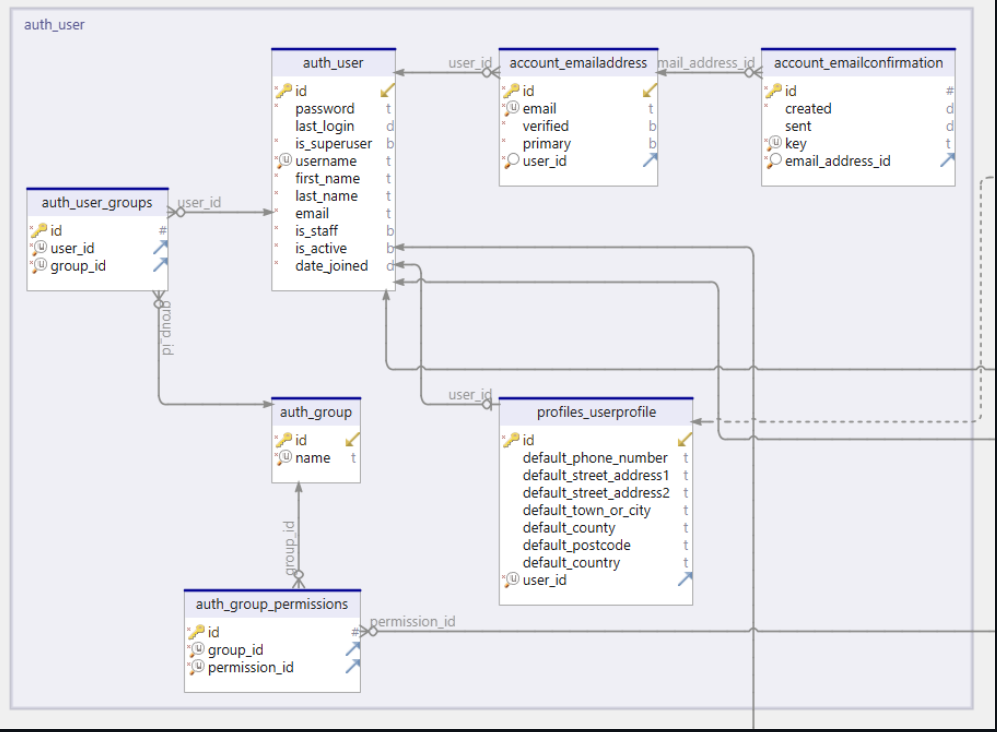 auth_user
auth_user
id
password t
last_login d
is_superuser b
username t
first_name t
last_name t
email t
is_staff b
is_active b
date_joined d
user_id
account_emailaddress
id
email t
verified b
primary b
user_id
mail_address_id
account_emailconfirmation
id #
created d
sent d
key t
email_address_id
auth_user_groups
id #
user_id
group_id
user_id
group_id
auth_group
id
name t
user_id
profiles_userprofile
id
default_phone_number t
default_street_address1 t
default_street_address2 t
default_town_or_city t
default_county t
default_postcode t
default_country t
user_id
group_id
auth_group_permissions
id #
group_id
permission_id
permission_id